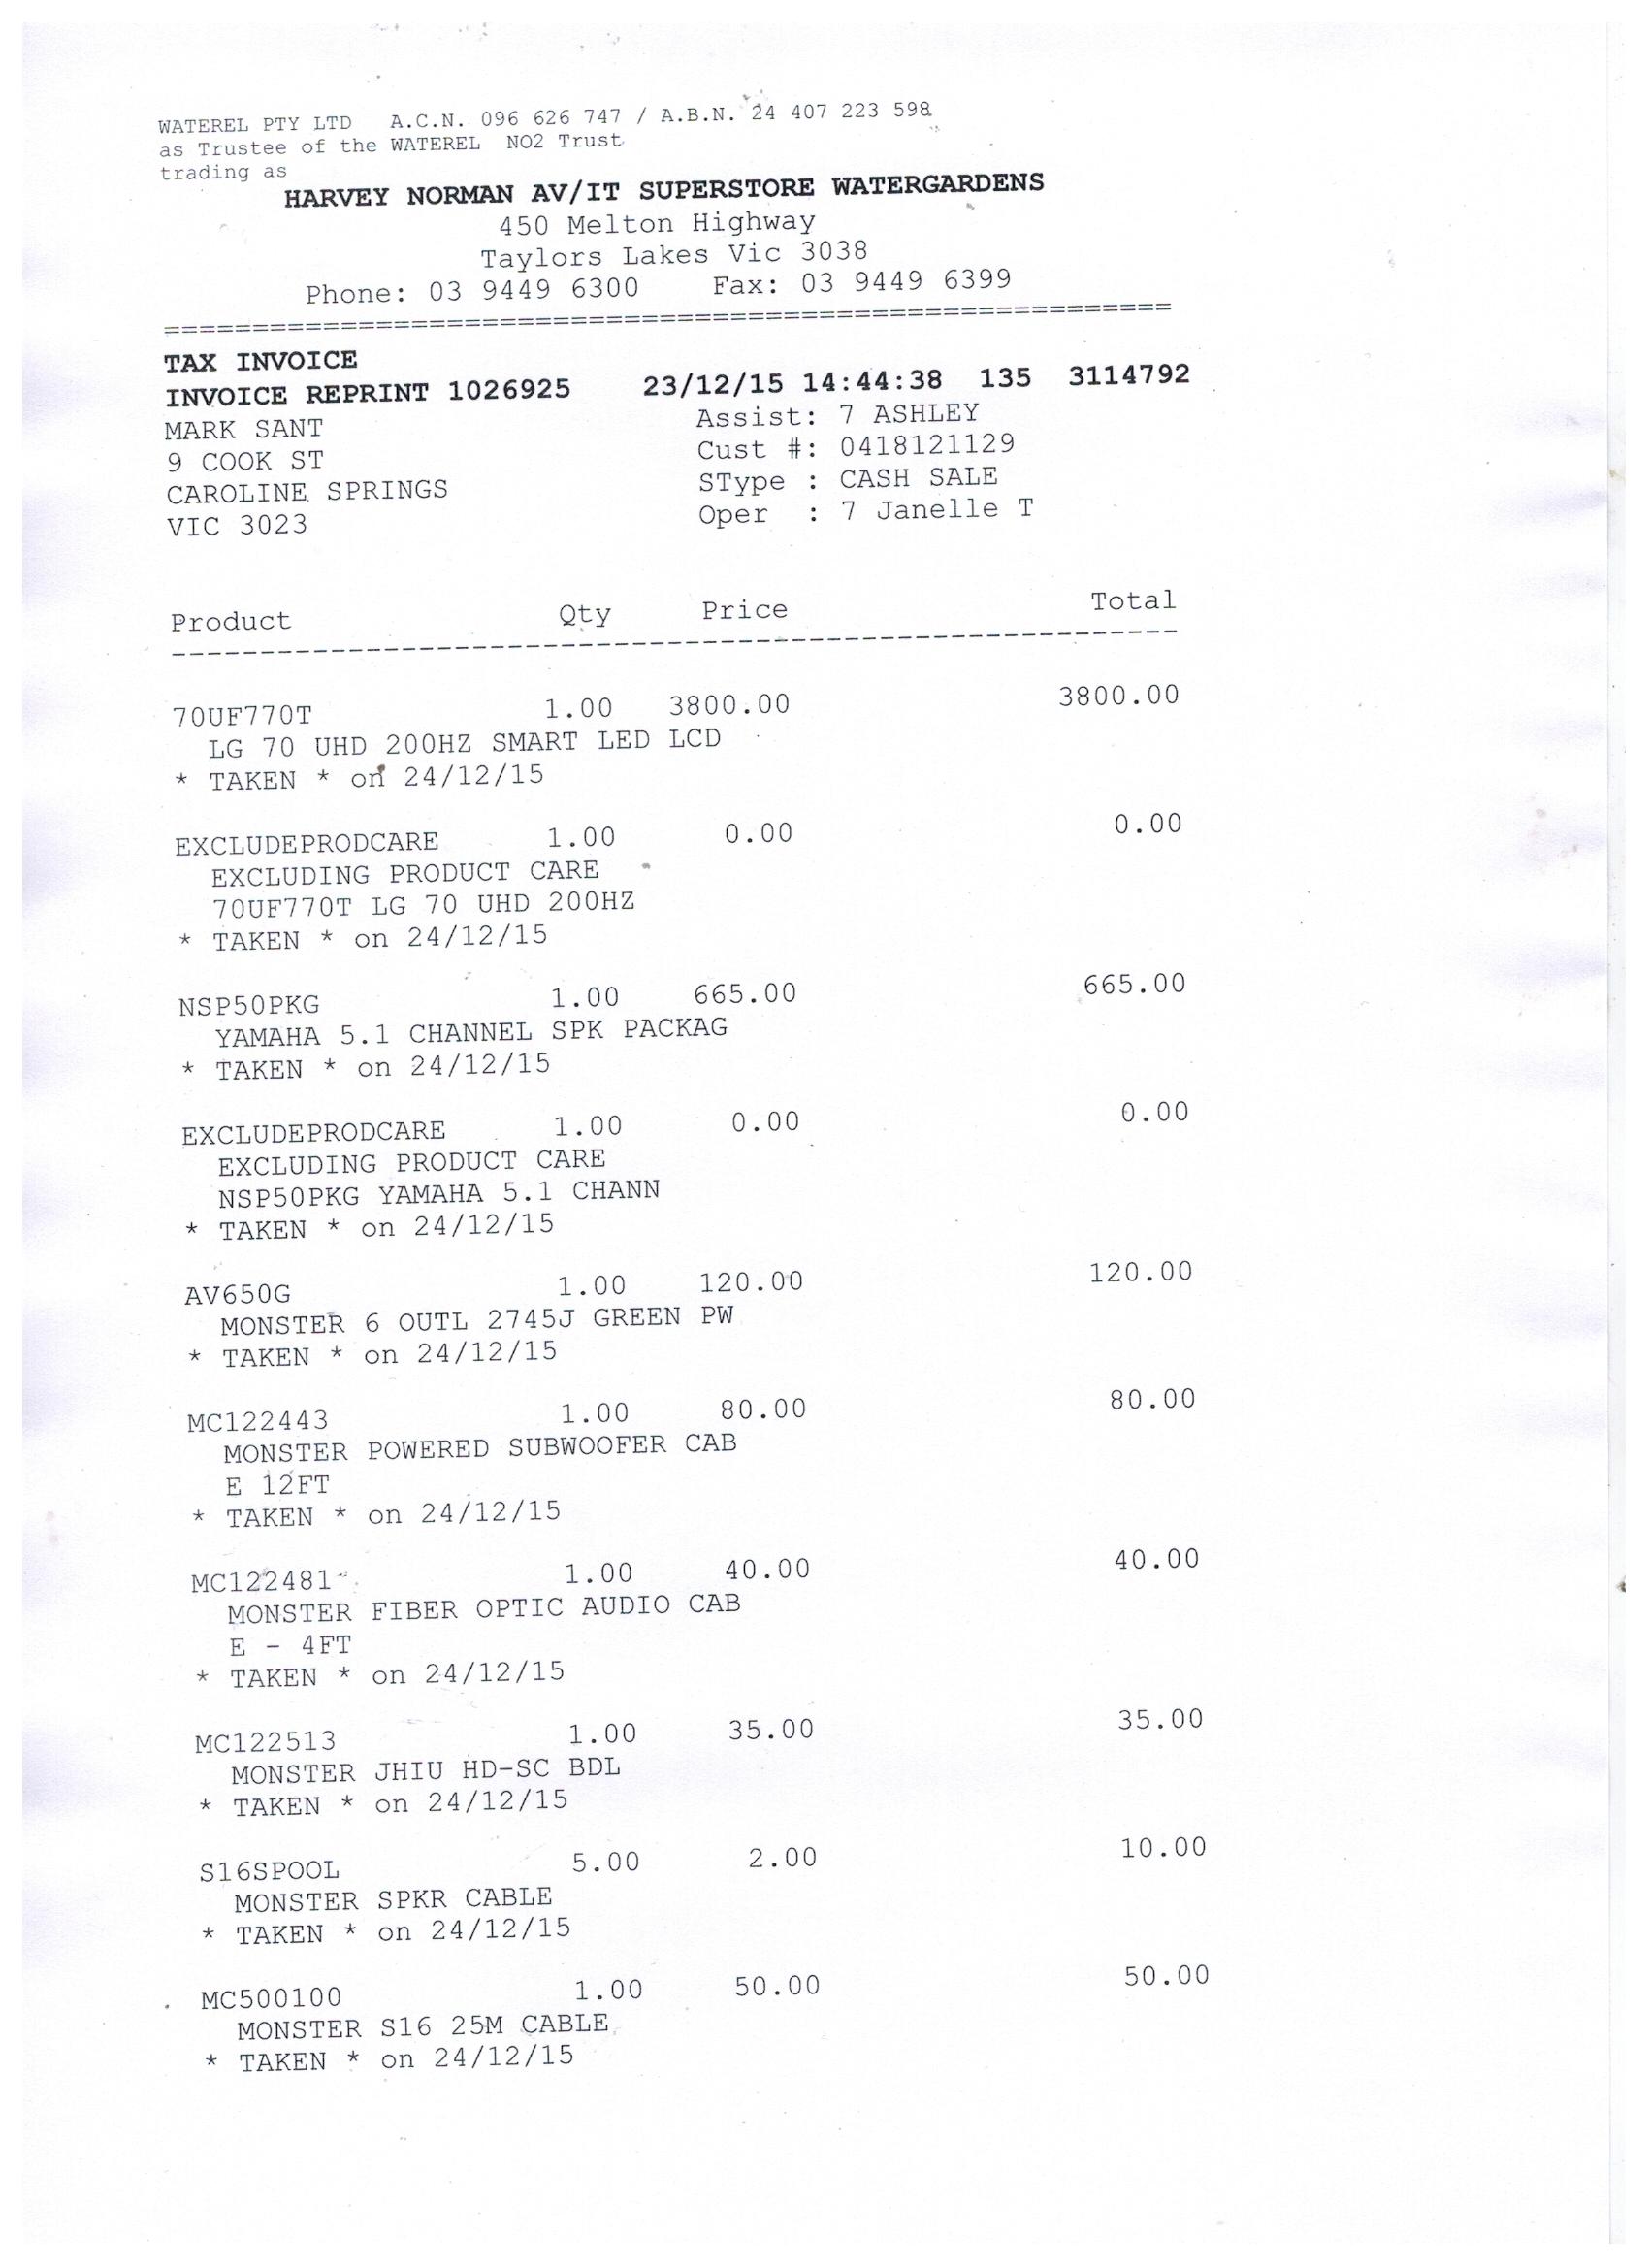 WATEREL PTY LTD A.C.N. 096 626 747 / A.B.N. 24 407 223 598
as Trustee of the WATEREL NO2 Trust
trading as
HARVEY NORMAN AV/IT SUPERSTORE WATERGARDENS
450 Melton Highway
Taylors Lakes Vic 3038
Phone: 03 9449 6300 Fax: 03 9449 6399
=========================================================
TAX INVOICE
INVOICE REPRINT 1026925 23/12/15 14:44:38 135 3114792
MARK SANT Assist: 7 ASHLEY
9 COOK ST Cust #: 0418121129
CAROLINE SPRINGS SType : CASH SALE
VIC 3023 Oper : 7 Janelle T
Product Qty Price Total
---------------------------------------------------------
70UF770T 1.00 3800.00 3800.00
LG 70 UHD 200HZ SMART LED LCD
* TAKEN * on 24/12/15
EXCLUDEPRODCARE 1.00 0.00 0.00
EXCLUDING PRODUCT CARE
70UF770T LG 70 UHD 200HZ
* TAKEN * on 24/12/15
NSP50PKG 1.00 665.00 665.00
YAMAHA 5.1 CHANNEL SPK PACKAG
* TAKEN * on 24/12/15
EXCLUDEPRODCARE 1.00 0.00 0.00
EXCLUDING PRODUCT CARE
NSP50PKG YAMAHA 5.1 CHANN
* TAKEN * on 24/12/15
AV650G 1.00 120.00 120.00
MONSTER 6 OUTL 2745J GREEN PW
* TAKEN * on 24/12/15
MC122443 1.00 80.00 80.00
MONSTER POWERED SUBWOOFER CAB
E 12FT
* TAKEN * on 24/12/15
MC122481 1.00 40.00 40.00
MONSTER FIBER OPTIC AUDIO CAB
E - 4FT
* TAKEN * on 24/12/15
MC122513 1.00 35.00 35.00
MONSTER JHIU HD-SC BDL
* TAKEN * on 24/12/15
S16SPOOL 5.00 2.00 10.00
MONSTER SPKR CABLE
* TAKEN * on 24/12/15
MC500100 1.00 50.00 50.00
MONSTER S16 25M CABLE
* TAKEN * on 24/12/15